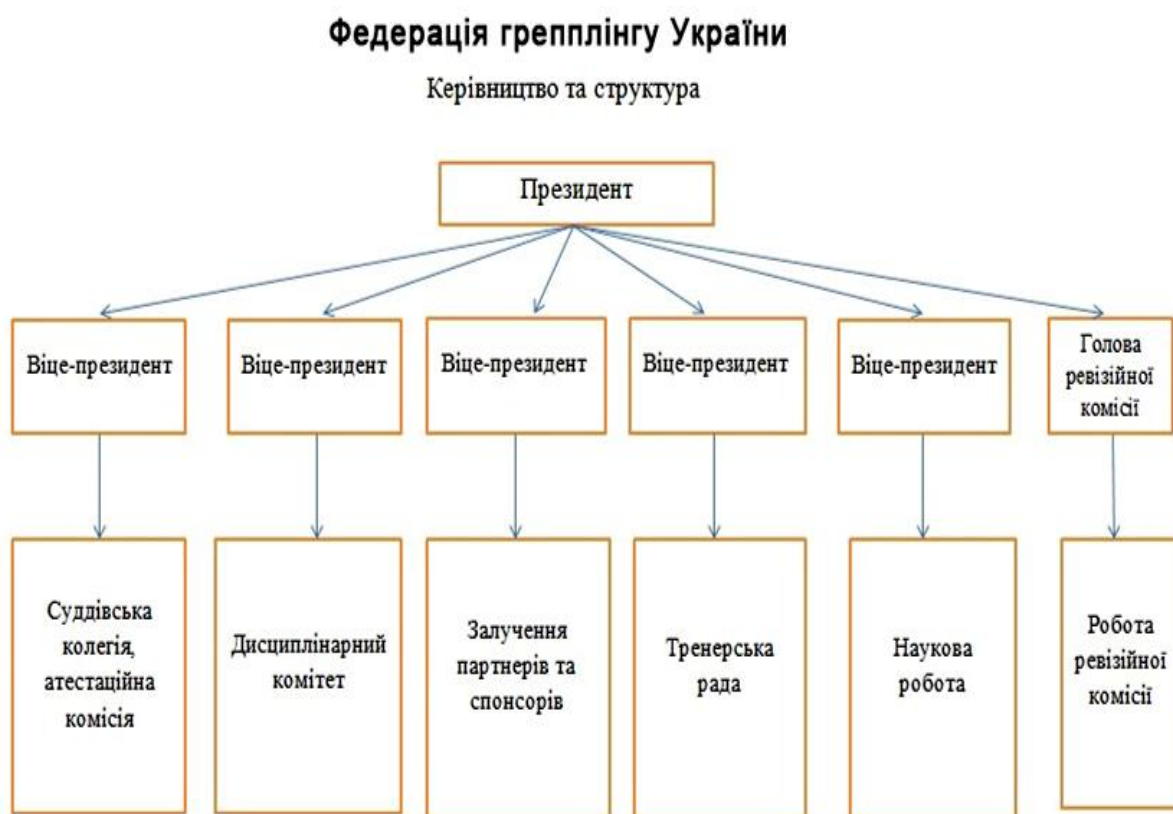 Федерація грепплінгу України
Керівництво та структура
Президент
Віце-президент
Віце-президент
Віце-президент
Віце-президент
Віце-президент
Голова
ревізійної
комісії
Суддівська
колегія,
атестаційна
комісія
Дисциплінарний
комітет
Залучення
партнерів та
спонсорів
Тренерська
рада
Наукова
робота
Робота
ревізійної
комісії